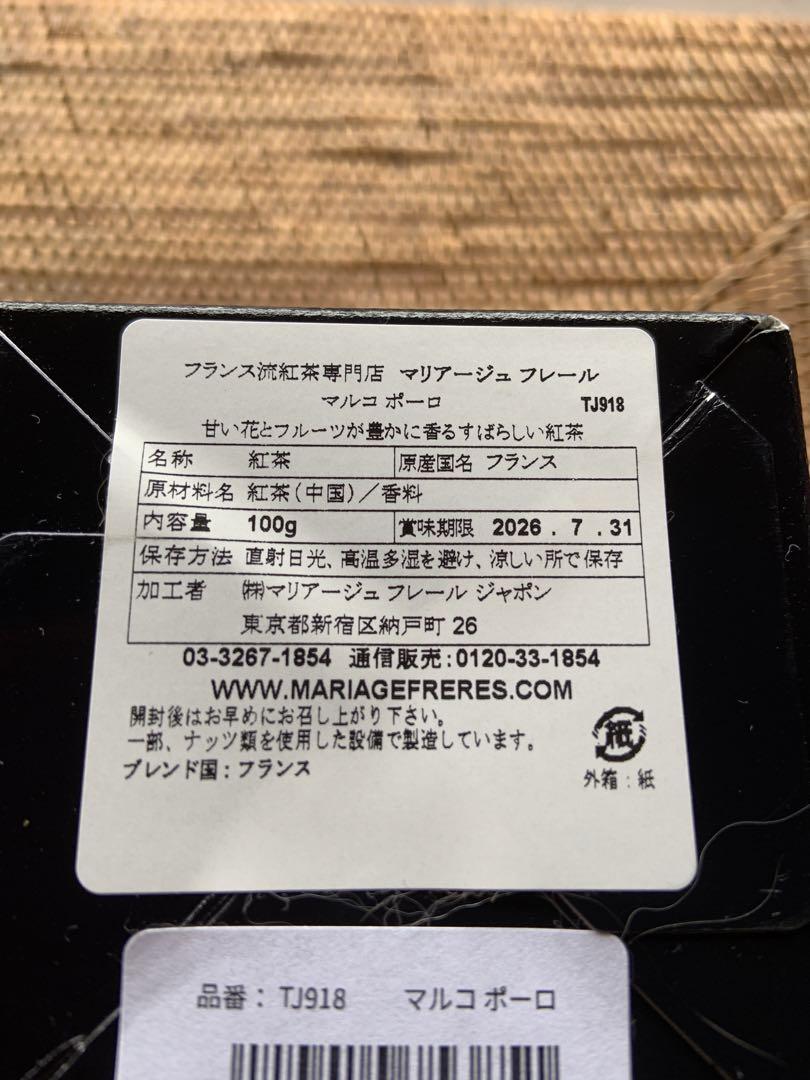 フランス流紅茶専門店 マリアージュ フレール
マルコ ポーロ TJ918
甘い花とフルーツが豊かに香るすばらしい紅茶
名称 紅茶 原産国名 フランス
原材料名 紅茶(中国)/香料
内容量 100g 賞味期限 2026 . 7 . 31
保存方法 直射日光、高温多湿を避け、涼しい所で保存
加工者 ㈱マリアージュ フレール ジャポン
東京都新宿区納戸町 26
03-3267-1854 通信販売:0120-33-1854
WWW.MARIAGEFRERES.COM
開封後はお早めにお召し上がり下さい。
一部、ナッツ類を使用した設備で製造しています。
ブレンド国:フランス
紙
外箱:紙
品番: TJ918 マルコ ポーロ